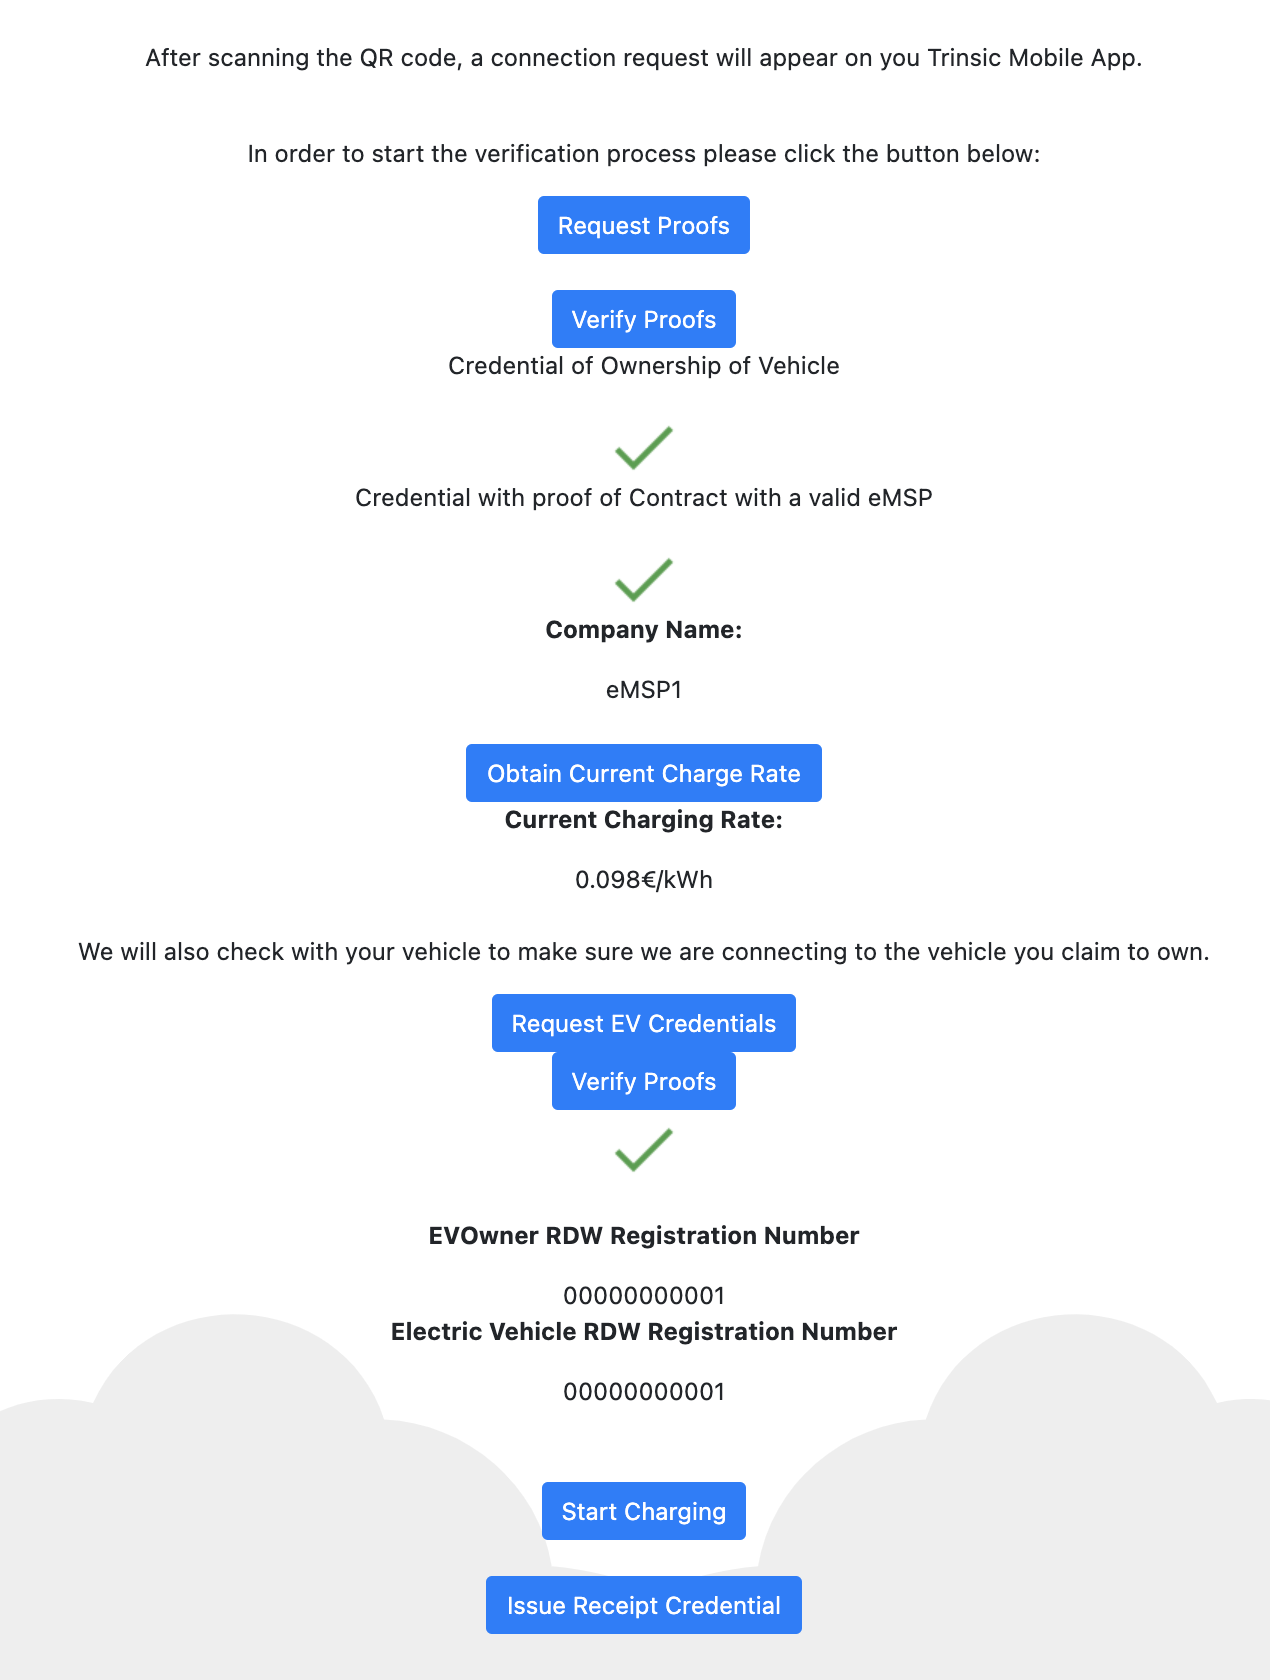 After scanning the QR code, a connection request will appear on you Trinsic Mobile App.
In order to start the verification process please click the button below:
Request Proofs
Verify Proofs
Credential of Ownership of Vehicle
Credential with proof of Contract with a valid eMSP
Company Name:
eMSP1
Obtain Current Charge Rate
Current Charging Rate:
0.098€/kWh
We will also check with your vehicle to make sure we are connecting to the vehicle you claim to own.
Request EV Credentials
Verify Proofs
EVOwner RDW Registration Number
00000000001
Electric Vehicle RDW Registration Number
00000000001
Start Charging
Issue Receipt Credential